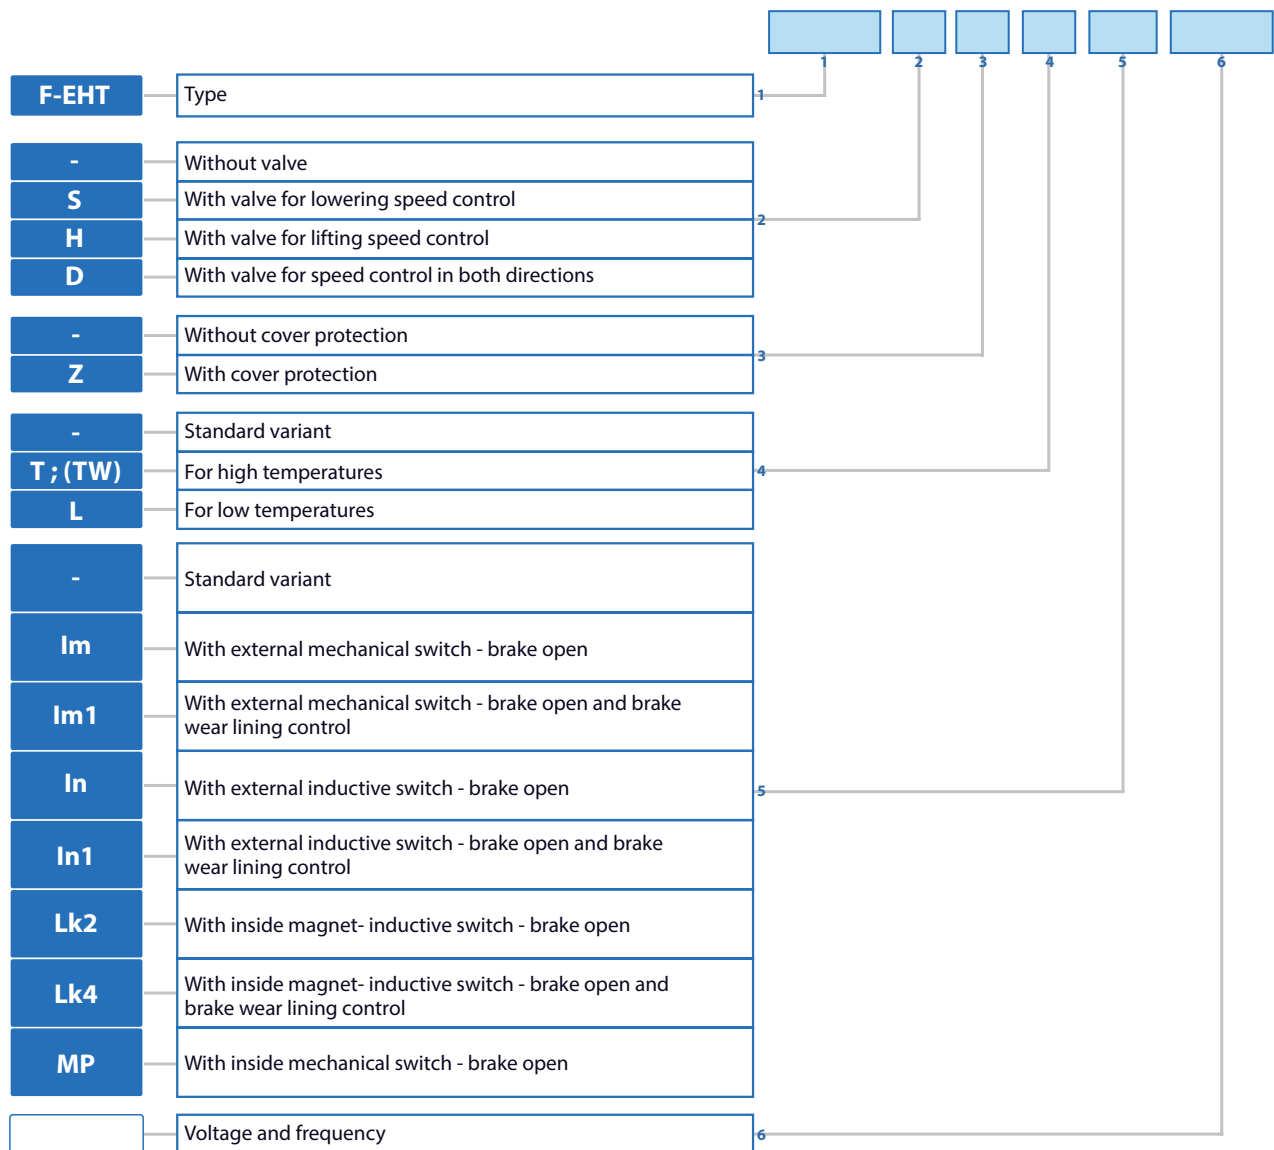 1 2 3 4 5 6
F-EHT Type 1
- Without valve
S With valve for lowering speed control
2
H With valve for lifting speed control
D With valve for speed control in both directions
- Without cover protection
3
Z With cover protection
- Standard variant
T ; (TW) For high temperatures 4
L For low temperatures
- Standard variant
Im With external mechanical switch - brake open
Im1 With external mechanical switch - brake open and brake
wear lining control
In With external inductive switch - brake open 5
In1 With external inductive switch - brake open and brake
wear lining control
Lk2 With inside magnet- inductive switch - brake open
Lk4 With inside magnet- inductive switch - brake open and
brake wear lining control
MP With inside mechanical switch - brake open
Voltage and frequency 6